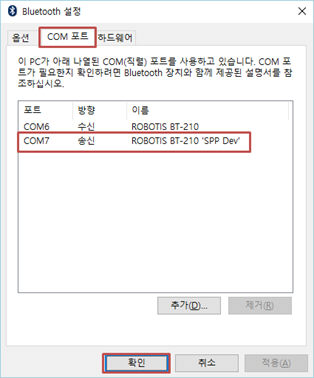 Bluetooth 설정
옵션 COM 포트 하드웨어
이 PC가 아래 나열된 COM(직렬) 포트를 사용하고 있습니다. COM 포
트가 필요한지 확인하려면 Bluetooth 장치와 함께 제공된 설명서를 참
조하십시오.
포트 방향 이름
COM6 수신 ROBOTIS BT-210
COM7 송신 ROBOTIS BT-210 'SPP Dev'
추가(D)... 제거(R)
확인 취소 적용(A)